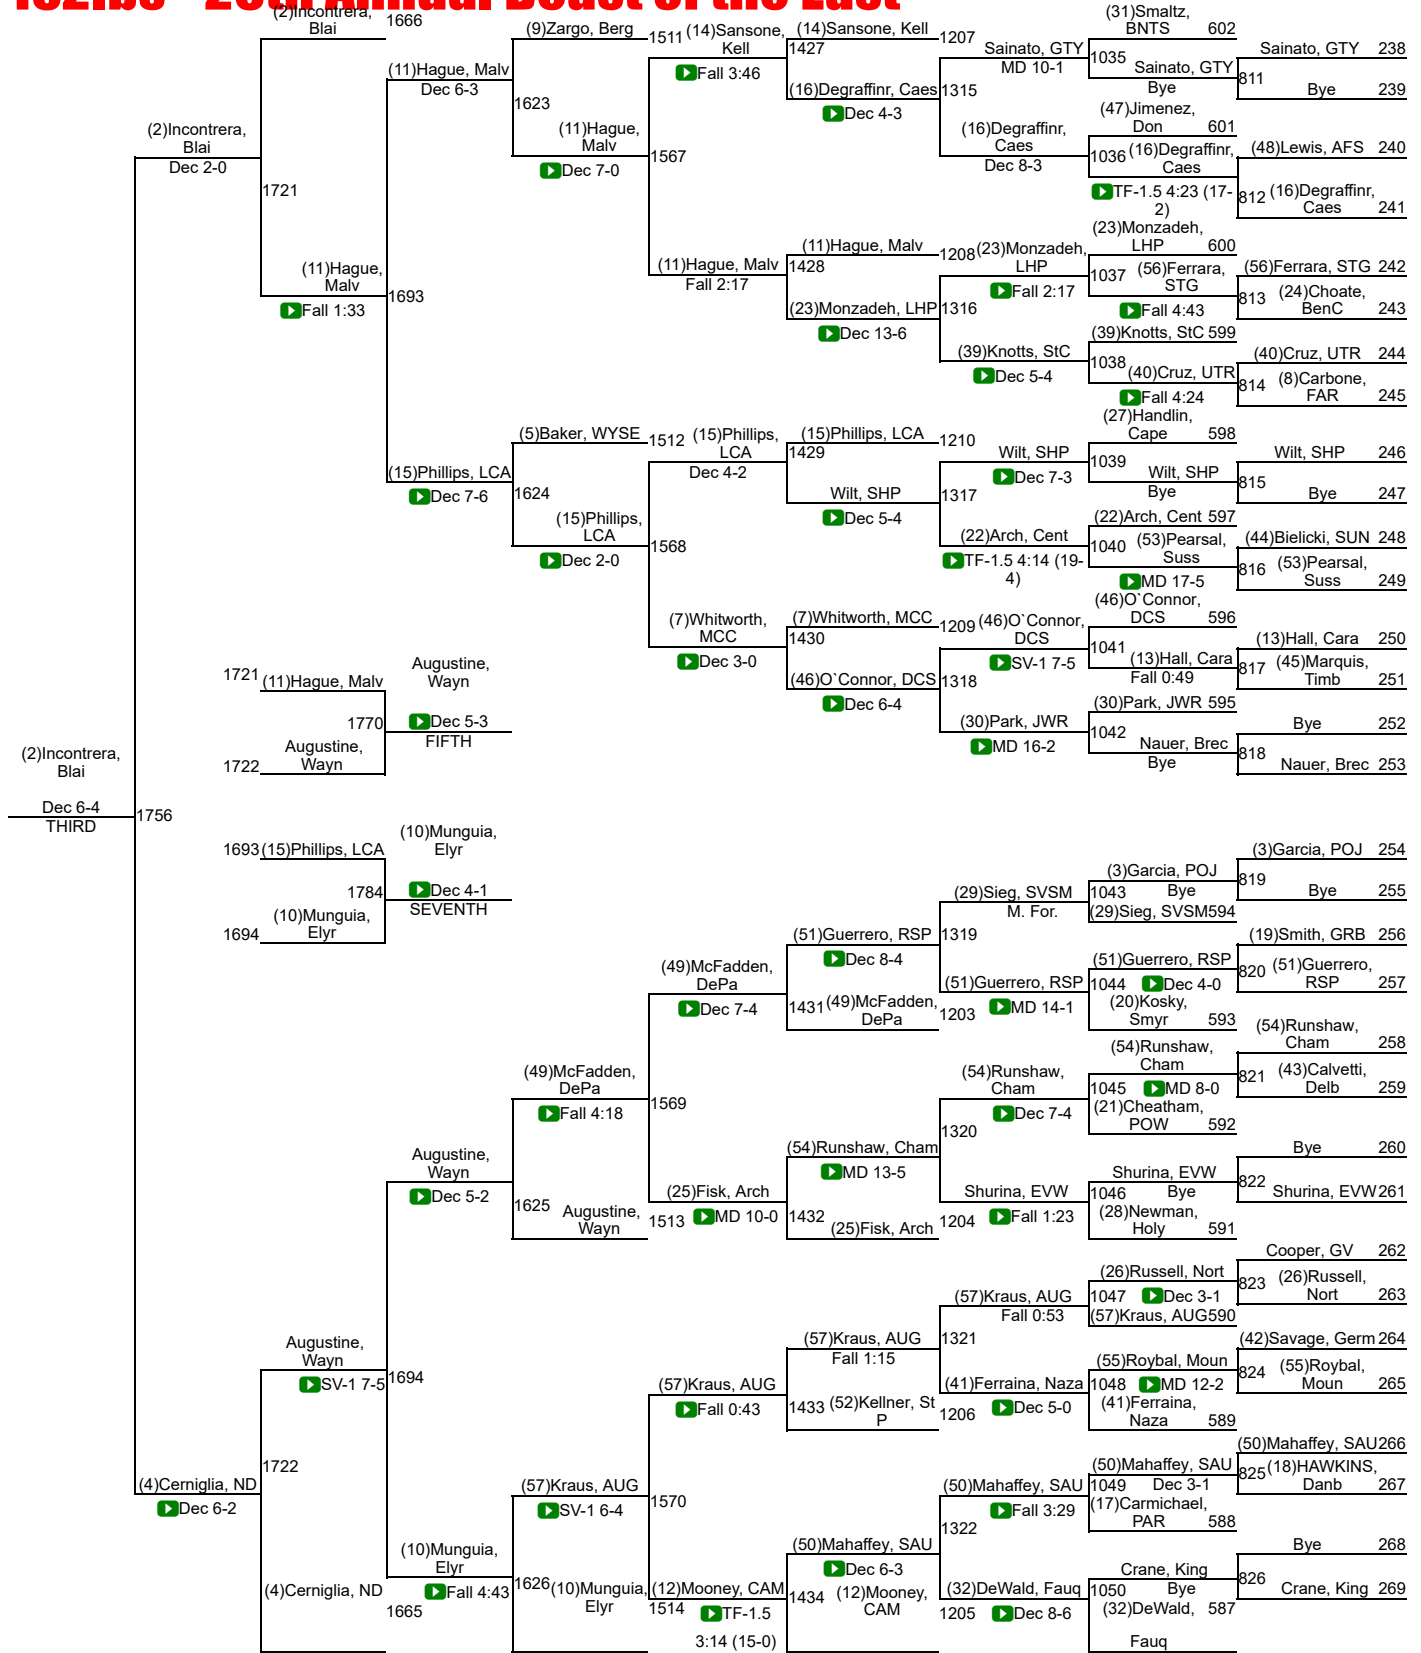 (2)Incontrera,
Blai
1666
(9)Zargo, Berg
1511
(14)Sansone,
Kell
Fall 3:46
(14)Sansone, Kell
1207
1427
(16)Degraffinr, Caes
Dec 4-3
Sainato, GTY
MD 10-1
1315
(16)Degraffinr,
Caes
Dec 8-3
(31)Smaltz,
BNTS 602
1035
Sainato, GTY
Bye
Sainato, GTY 238
811
Bye 239
(47)Jimenez,
Don 601
1036
(16)Degraffinr,
Caes
TF-1.5 4:23 (17-
2)
(48)Lewis, AFS 240
812
(16)Degraffinr,
Caes 241
(11)Hague, Malv
Dec 6-3
1623
(11)Hague,
Malv
Dec 7-0
1567
(2)Incontrera,
Blai
Dec 2-0
1721
(11)Hague,
Malv
Fall 1:33
1693
(11)Hague, Malv
Fall 2:17
(11)Hague, Malv
1208
1428
(23)Monzadeh, LHP
Dec 13-6
(23)Monzadeh,
LHP
Fall 2:17
1316
(39)Knotts, StC
Dec 5-4
(23)Monzadeh,
LHP 600
1037
(56)Ferrara,
STG
Fall 4:43
(56)Ferrara, STG 242
813
(24)Choate,
BenC 243
(39)Knotts, StC 599
1038
(40)Cruz, UTR
Fall 4:24
(40)Cruz, UTR 244
814
(8)Carbone,
FAR 245
(5)Baker, WYSE
1512
(15)Phillips,
LCA
Dec 4-2
(15)Phillips, LCA
1210
1429
Wilt, SHP
Dec 5-4
Wilt, SHP
Dec 7-3
1317
(22)Arch, Cent
TF-1.5 4:14 (19-
4)
(27)Handlin,
Cape 598
1039
Wilt, SHP
Bye
Wilt, SHP 246
815
Bye 247
(22)Arch, Cent 597
1040
(53)Pearsal,
Suss
MD 17-5
(44)Bielicki, SUN 248
816
(53)Pearsal,
Suss 249
(15)Phillips, LCA
Dec 7-6
1624
(15)Phillips,
LCA
Dec 2-0
1568
(7)Whitworth,
MCC
Dec 3-0
(7)Whitworth, MCC
1209
1430
(46)O`Connor, DCS
Dec 6-4
(46)O`Connor,
DCS
SV-1 7-5
1318
(30)Park, JWR
MD 16-2
(46)O`Connor,
DCS 596
1041
(13)Hall, Cara
Fall 0:49
(13)Hall, Cara 250
817
(45)Marquis,
Timb 251
(30)Park, JWR 595
1042
Nauer, Brec
Bye
Bye 252
818
Nauer, Brec 253
1721
(11)Hague, Malv
1770
Augustine,
Wayn
1722
Augustine,
Wayn
Dec 5-3
FIFTH
(2)Incontrera,
Blai
Dec 6-4
THIRD
1756
1693
(15)Phillips, LCA
1784
(10)Munguia,
Elyr
1694
(10)Munguia,
Elyr
Dec 4-1
SEVENTH
(3)Garcia, POJ 254
819
Bye 255
(3)Garcia, POJ
1043
Bye
(29)Sieg, SVSM 594
(29)Sieg, SVSM
M. For.
1319
(51)Guerrero, RSP
MD 14-1
(19)Smith, GRB 256
820
(51)Guerrero,
RSP 257
(51)Guerrero, RSP
1044
Dec 4-0
(20)Kosky,
Smyr 593
(51)Guerrero, RSP
Dec 8-4
1431
(49)McFadden,
DePa
1203
(49)McFadden,
DePa
Dec 7-4
(54)Runshaw,
Cham 258
821
(43)Calvetti,
Delb 259
(54)Runshaw,
Cham
1045
MD 8-0
(21)Cheatham,
POW 592
(54)Runshaw,
Cham
Dec 7-4
1320
Shurina, EVW
Fall 1:23
Bye 260
822
Shurina, EVW 261
Shurina, EVW
1046
Bye
(28)Newman,
Holy 591
(54)Runshaw, Cham
MD 13-5
1432
(25)Fisk, Arch
1204
(25)Fisk, Arch
MD 10-0
(49)McFadden,
DePa
Fall 4:18
1569
1625
Augustine,
Wayn
1513
Augustine,
Wayn
Dec 5-2
Cooper, GV 262
823
(26)Russell,
Nort 263
(26)Russell, Nort
1047
Dec 3-1
(57)Kraus, AUG 590
(57)Kraus, AUG
Fall 0:53
1321
(41)Ferraina, Naza
Dec 5-0
(42)Savage, Germ 264
824
(55)Roybal,
Moun 265
(55)Roybal, Moun
1048
MD 12-2
(41)Ferraina,
Naza 589
(57)Kraus, AUG
Fall 1:15
1433
(52)Kellner, St
P
1206
(57)Kraus, AUG
Fall 0:43
Augustine,
Wayn
SV-1 7-5
1694
(50)Mahaffey, SAU 266
825
(18)HAWKINS,
Danb 267
(50)Mahaffey, SAU
1049
Dec 3-1
(17)Carmichael,
PAR 588
(50)Mahaffey, SAU
Fall 3:29
1322
(32)DeWald, Fauq
Dec 8-6
1205
Bye 268
826
Crane, King 269
Crane, King
1050
Bye
(32)DeWald,
587
Fauq
(50)Mahaffey, SAU
Dec 6-3
1434
(12)Mooney,
CAM
(12)Mooney, CAM
TF-1.5
3:14 (15-0)
(57)Kraus, AUG
SV-1 6-4
1570
1626
(10)Munguia,
Elyr
1514
(10)Munguia,
Elyr
Fall 4:43
1722
(4)Cerniglia, ND
Dec 6-2
(4)Cerniglia, ND
1665